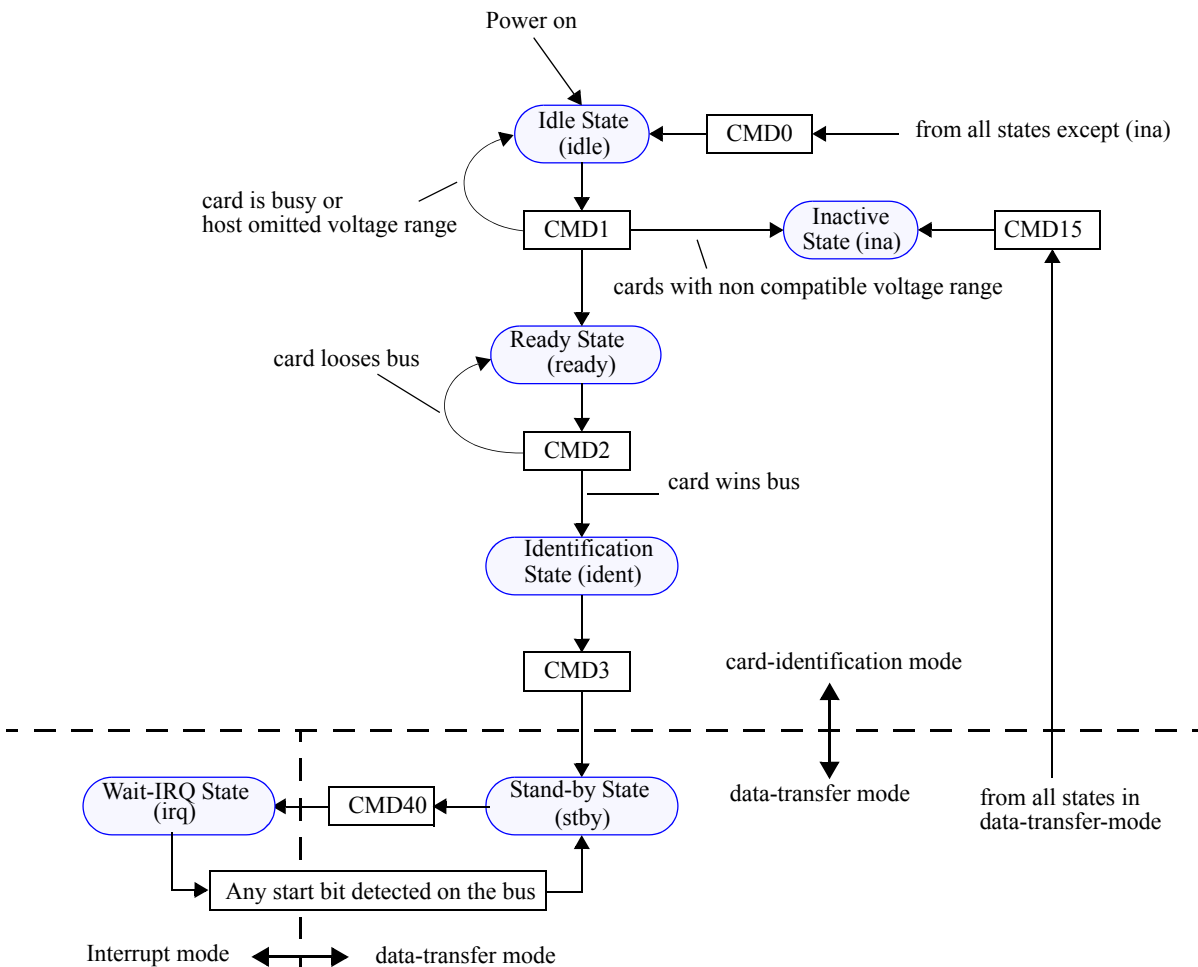 Power on
Idle State
(idle)
CMD0
from all states except (ina)
card is busy or
host omitted voltage range
CMD1
Inactive
State (ina)
CMD15
cards with non compatible voltage range
Ready State
(ready)
card looses bus
CMD2
card wins bus
Identification
State (ident)
CMD3
card-identification mode
data-transfer mode
Wait-IRQ State
(irq)
CMD40
Stand-by State
(stby)
from all states in
data-transfer-mode
Any start bit detected on the bus
Interrupt mode
data-transfer mode